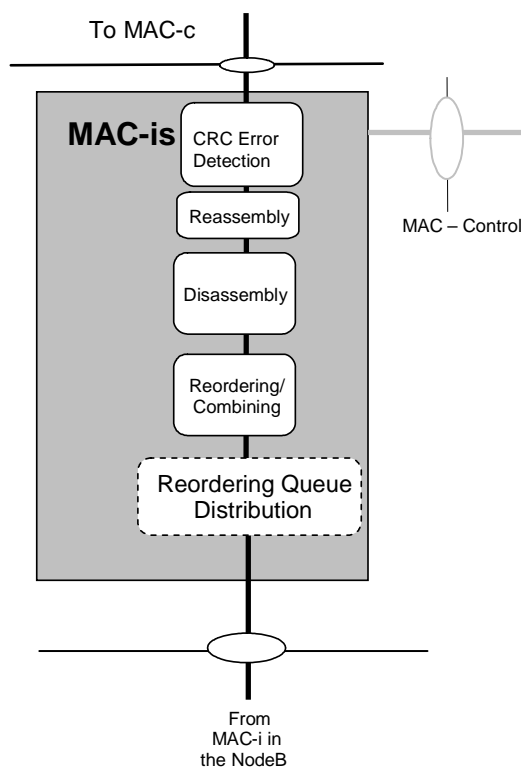 To MAC-c
MAC-is
CRC Error
Detection
Reassembly
MAC – Control
Disassembly
Reordering/
Combining
Reordering Queue
Distribution
From
MAC-i in
the NodeB